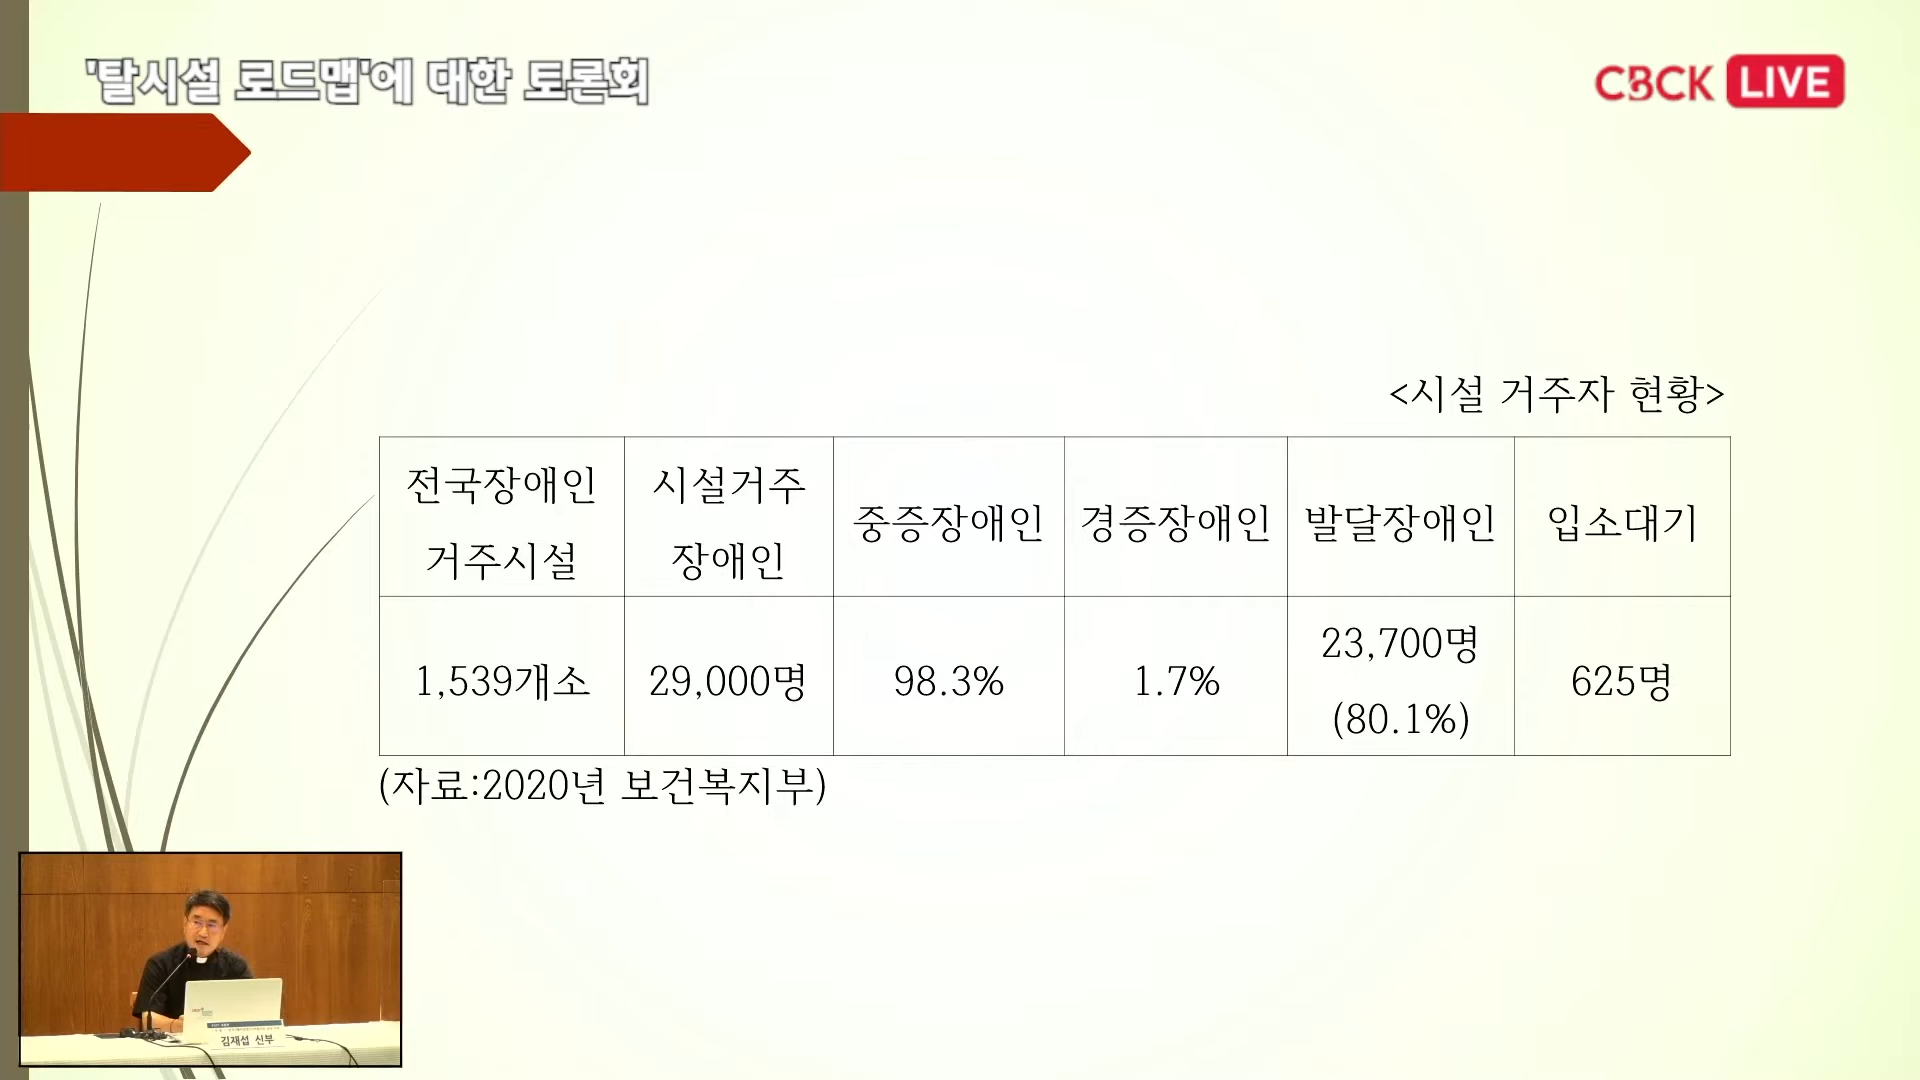 '탈시설 로드맵'에 대한 토론회
CBCK LIVE
<시설 거주자 현황>
전국장애인 거주시설 시설거주 장애인 중증장애인 경증장애인 발달장애인 입소대기
1,539개소 29,000명 98.3% 1.7% 23,700명 (80.1%) 625명
(자료:2020년 보건복지부)
김재섭 신부